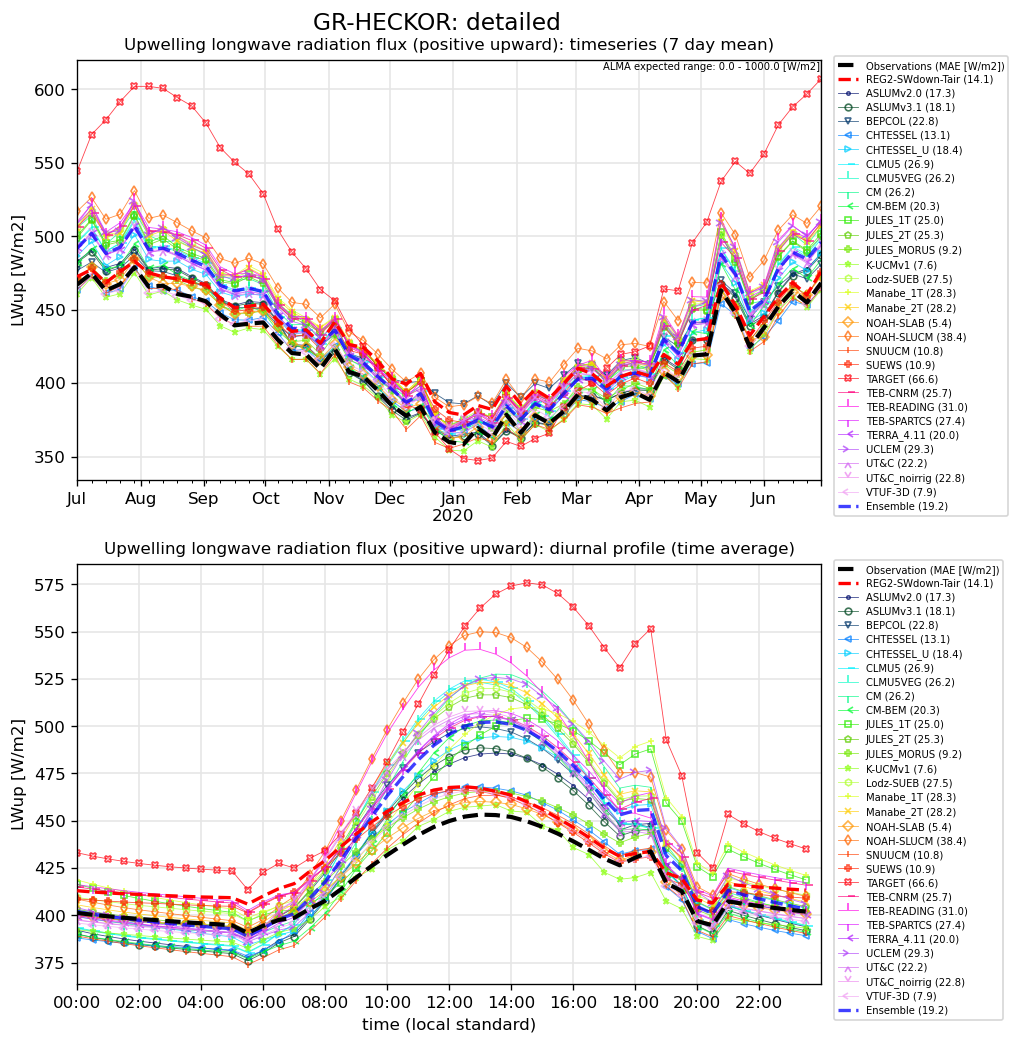 GR-HECKOR: detailed
Upwelling longwave radiation flux (positive upward): timeseries (7 day mean)
ALMA expected range: 0.0 - 1000.0 [W/m2]
LWup [W/m2]
600
550
500
450
400
350
Jul Aug Sep Oct Nov Dec Jan Feb Mar Apr May Jun
2020
Observations (MAE [W/m2])
REG2-SWdown-Tair (14.1)
ASLUMv2.0 (17.3)
ASLUMv3.1 (18.1)
BEPCOL (22.8)
CHTESSEL (13.1)
CHTESSEL_U (18.4)
CLMU5 (26.9)
CLMU5VEG (26.2)
CM (26.2)
CM-BEM (20.3)
JULES_1T (25.0)
JULES_2T (25.3)
JULES_MORUS (9.2)
K-UCMv1 (7.6)
Lodz-SUEB (27.5)
Manabe_1T (28.3)
Manabe_2T (28.2)
NOAH-SLAB (5.4)
NOAH-SLUCM (38.4)
SNUUCM (10.8)
SUEWS (10.9)
TARGET (66.6)
TEB-CNRM (25.7)
TEB-READING (31.0)
TEB-SPARTCS (27.4)
TERRA_4.11 (20.0)
UCLEM (29.3)
UT&C (22.2)
UT&C_noirrig (22.8)
VTUF-3D (7.9)
Ensemble (19.2)
Upwelling longwave radiation flux (positive upward): diurnal profile (time average)
LWup [W/m2]
575
550
525
500
475
450
425
400
375
00:00 02:00 04:00 06:00 08:00 10:00 12:00 14:00 16:00 18:00 20:00 22:00
time (local standard)
Observation (MAE [W/m2])
REG2-SWdown-Tair (14.1)
ASLUMv2.0 (17.3)
ASLUMv3.1 (18.1)
BEPCOL (22.8)
CHTESSEL (13.1)
CHTESSEL_U (18.4)
CLMU5 (26.9)
CLMU5VEG (26.2)
CM (26.2)
CM-BEM (20.3)
JULES_1T (25.0)
JULES_2T (25.3)
JULES_MORUS (9.2)
K-UCMv1 (7.6)
Lodz-SUEB (27.5)
Manabe_1T (28.3)
Manabe_2T (28.2)
NOAH-SLAB (5.4)
NOAH-SLUCM (38.4)
SNUUCM (10.8)
SUEWS (10.9)
TARGET (66.6)
TEB-CNRM (25.7)
TEB-READING (31.0)
TEB-SPARTCS (27.4)
TERRA_4.11 (20.0)
UCLEM (29.3)
UT&C (22.2)
UT&C_noirrig (22.8)
VTUF-3D (7.9)
Ensemble (19.2)